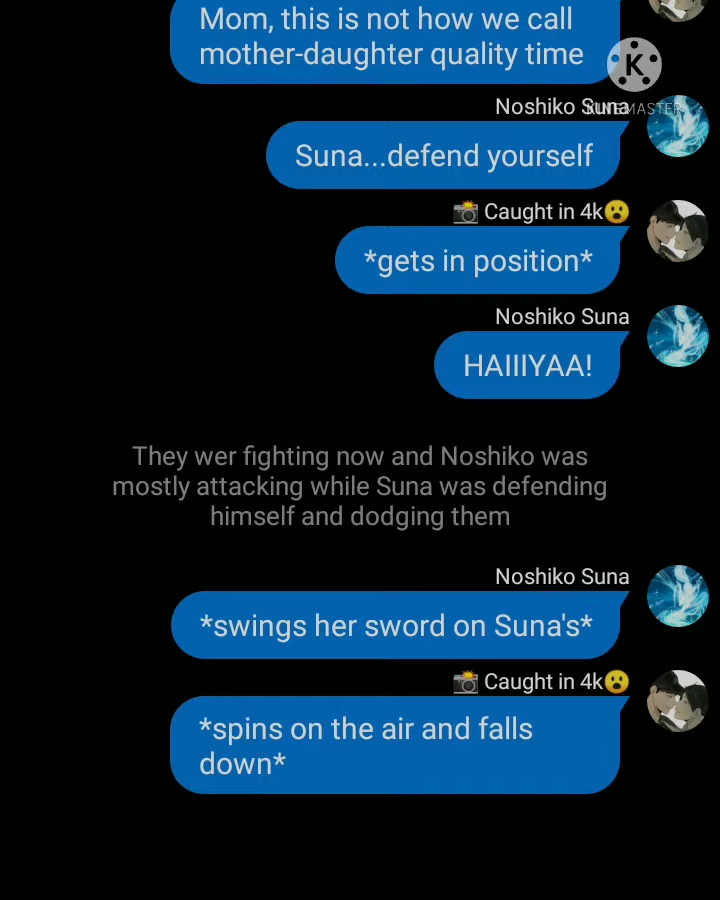 Mom, this is not how we call
mother-daughter quality time
K
KINEMASTER
Noshiko Suna
Suna...defend yourself
📸 Caught in 4k😮
*gets in position*
Noshiko Suna
HAIIIYAA!
They wer fighting now and Noshiko was
mostly attacking while Suna was defending
himself and dodging them
Noshiko Suna
*swings her sword on Suna's*
📸 Caught in 4k😮
*spins on the air and falls
down*